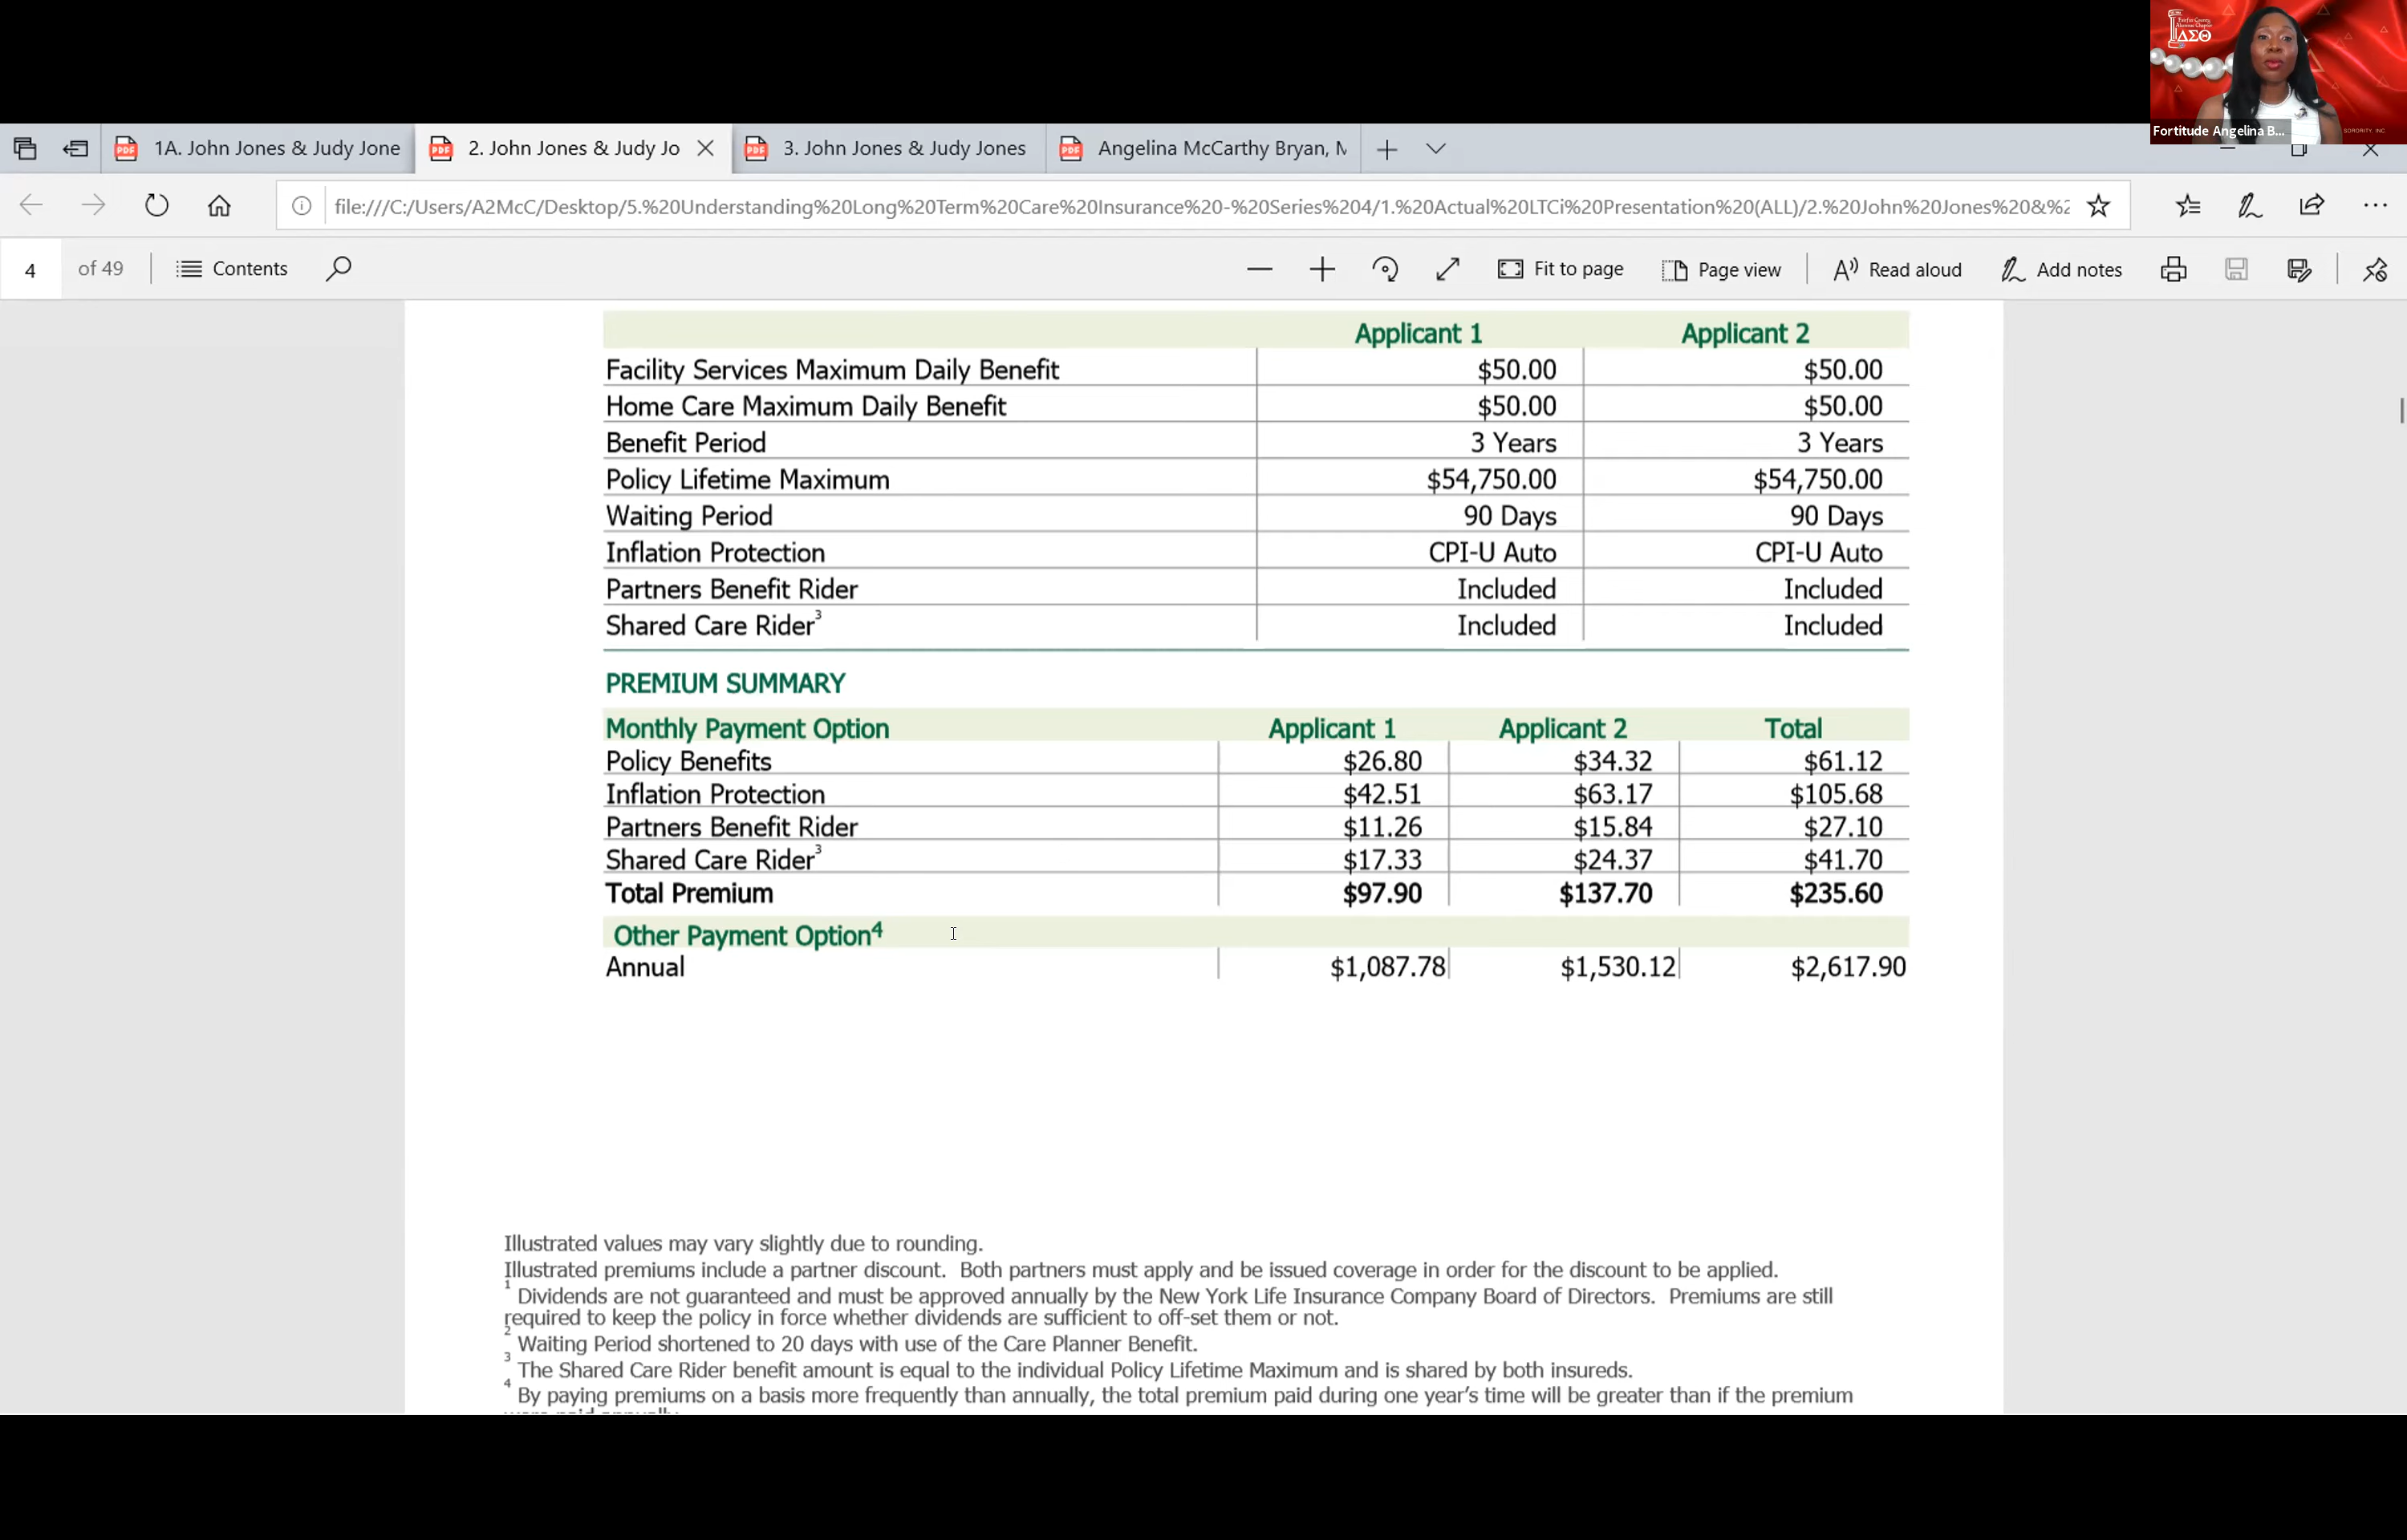 Fairfax County
Alumnae Chapter
ΔΣΘ
Fortitude Angelina B...
SORORITY, INC
1A. John Jones & Judy Jone
2. John Jones & Judy Jo
3. John Jones & Judy Jones
Angelina McCarthy Bryan, M
file:///C:/Users/A2McC/Desktop/5.%20Understanding%20Long%20Term%20Care%20Insurance%20-%20Series%204/1.%20Actual%20LTCi%20Presentation%20(ALL)/2.%20John%20Jones%20&%2
4 of 49 Contents Fit to page Page view Read aloud Add notes
Applicant 1 Applicant 2
Facility Services Maximum Daily Benefit $50.00 $50.00
Home Care Maximum Daily Benefit $50.00 $50.00
Benefit Period 3 Years 3 Years
Policy Lifetime Maximum $54,750.00 $54,750.00
Waiting Period 90 Days 90 Days
Inflation Protection CPI-U Auto CPI-U Auto
Partners Benefit Rider Included Included
Shared Care Rider3 Included Included
PREMIUM SUMMARY
Monthly Payment Option Applicant 1 Applicant 2 Total
Policy Benefits $26.80 $34.32 $61.12
Inflation Protection $42.51 $63.17 $105.68
Partners Benefit Rider $11.26 $15.84 $27.10
Shared Care Rider3 $17.33 $24.37 $41.70
Total Premium $97.90 $137.70 $235.60
Other Payment Option4
Annual $1,087.78 $1,530.12 $2,617.90
Illustrated values may vary slightly due to rounding.
Illustrated premiums include a partner discount. Both partners must apply and be issued coverage in order for the discount to be applied.
1 Dividends are not guaranteed and must be approved annually by the New York Life Insurance Company Board of Directors. Premiums are still
required to keep the policy in force whether dividends are sufficient to off-set them or not.
2 Waiting Period shortened to 20 days with use of the Care Planner Benefit.
3 The Shared Care Rider benefit amount is equal to the individual Policy Lifetime Maximum and is shared by both insureds.
4 By paying premiums on a basis more frequently than annually, the total premium paid during one year's time will be greater than if the premium